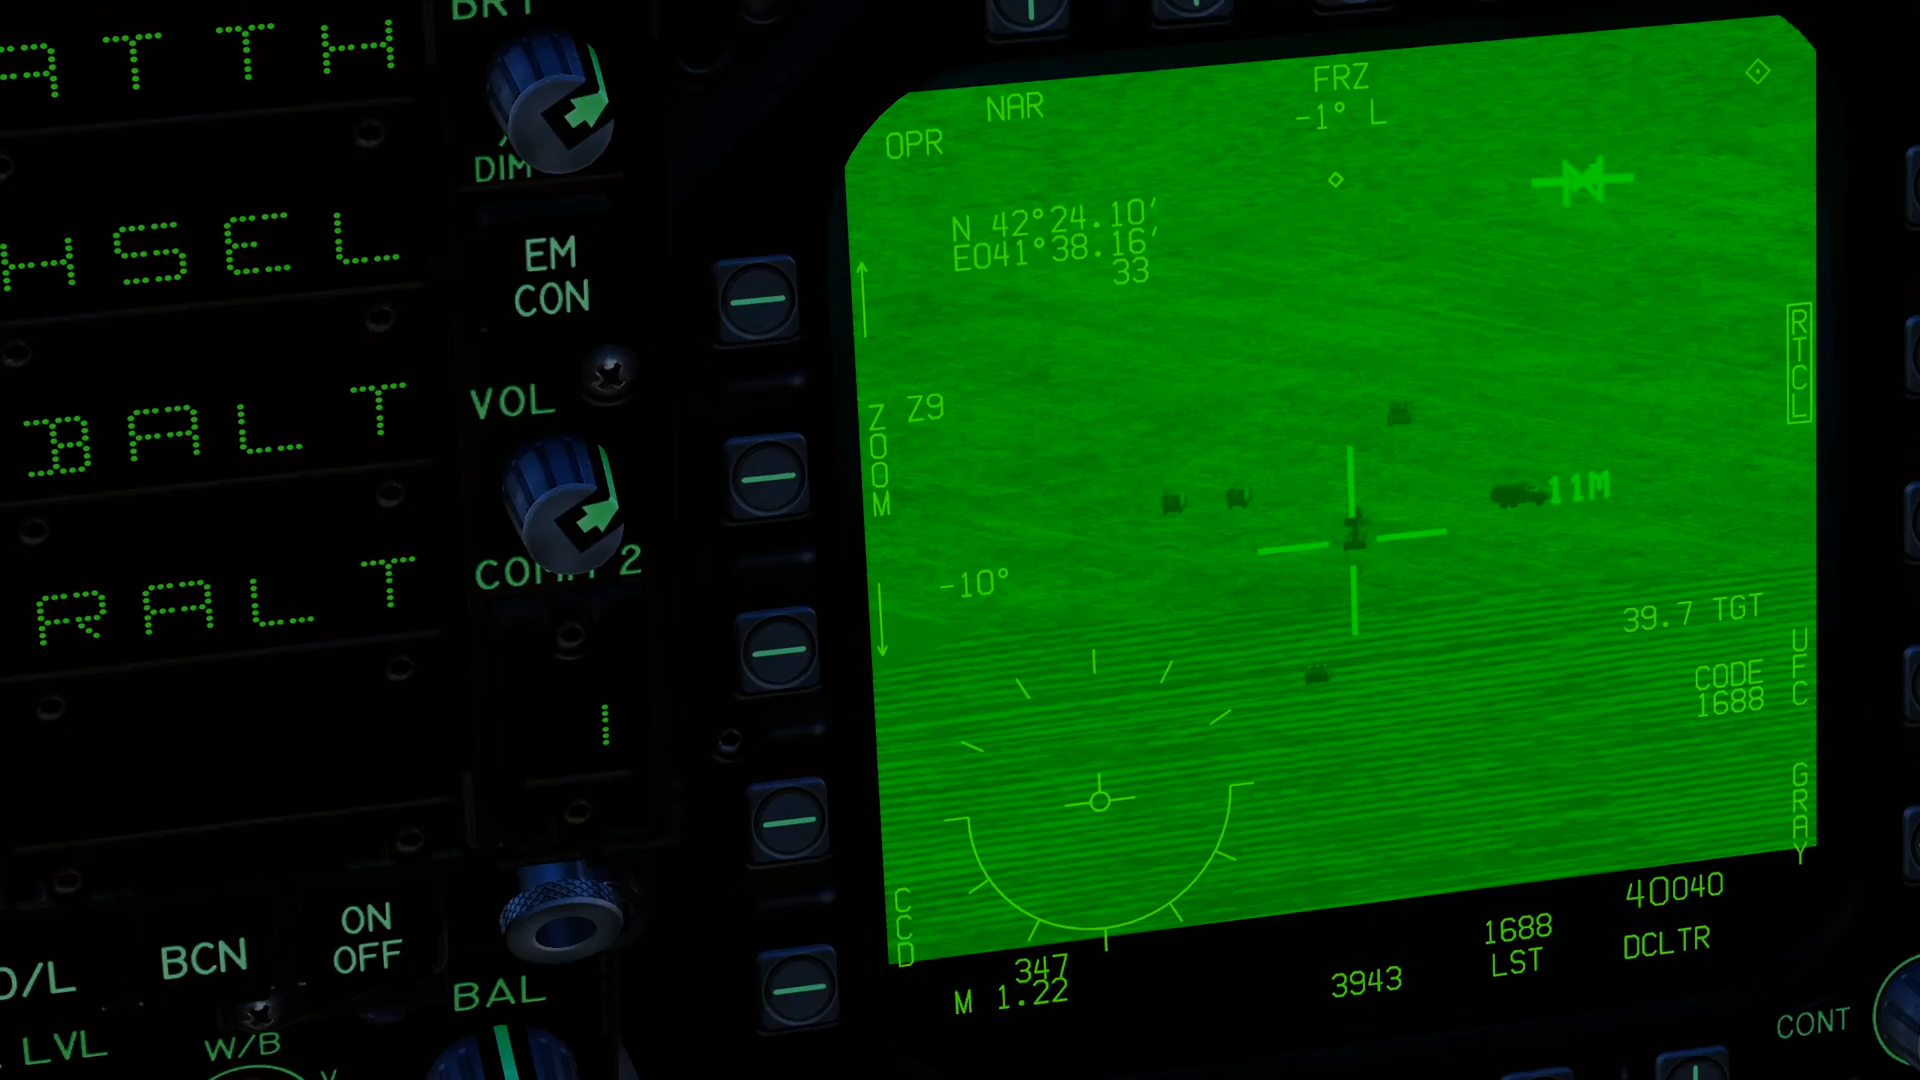 ATTH
HSEL
BALT
RALT
BRT
DIM
EM
CON
VOL
COMM 2
1
D/L
BCN
ON
OFF
LVL
W/B
BAL
NAR
OPR
FRZ
-1° L
N 42°24.10'
E041°38.16'
33
RTCL
ZOOM
Z9
11M
-10°
39.7 TGT
UFC
CODE
1688
GRAY
CCD
347
M 1.22
3943
1688
LST
40040
DCLTR
CONT